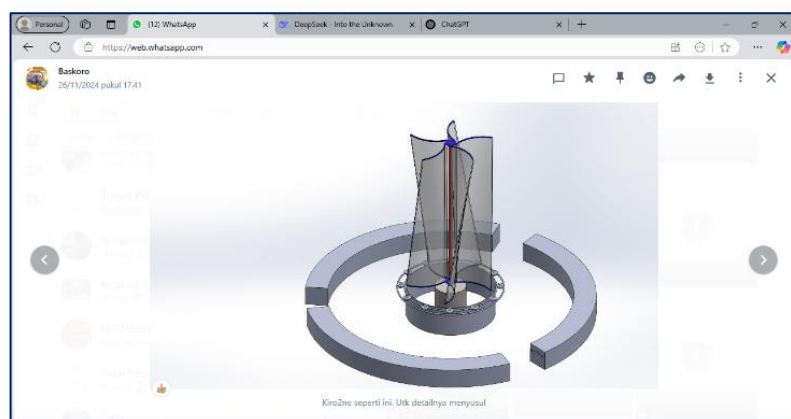 Personal
(12) WhatsApp
DeepSeek - Into the Unknown
ChatGPT
https://web.whatsapp.com
Baskoro
26/11/2024 pukul 17.41
Kiro2ne seperti ini. Utk detailnya menyusul